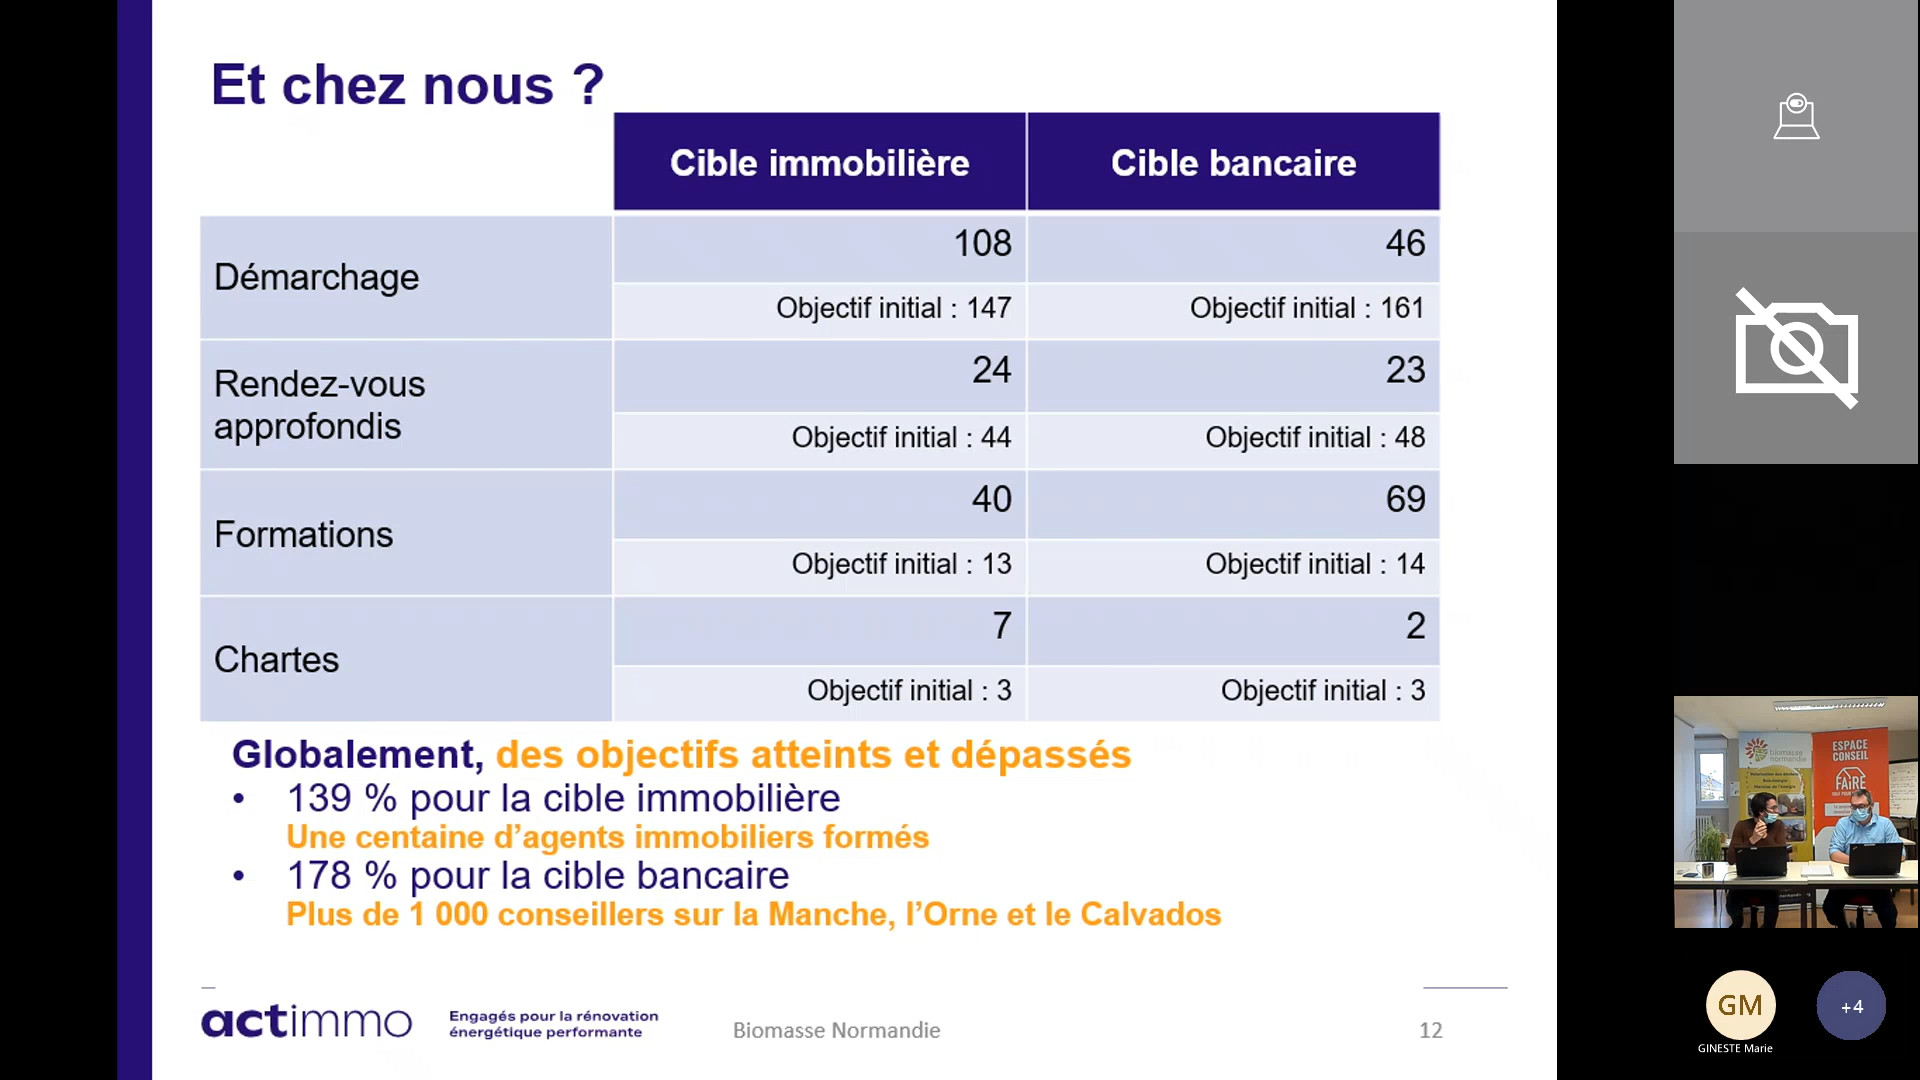 Et chez nous ?
Cible immobilière
Cible bancaire
Démarchage
108
46
Objectif initial : 147
Objectif initial : 161
Rendez-vous
approfondis
24
23
Objectif initial : 44
Objectif initial : 48
Formations
40
69
Objectif initial : 13
Objectif initial : 14
Chartes
7
2
Objectif initial : 3
Objectif initial : 3
Globalement, des objectifs atteints et dépassés
• 139 % pour la cible immobilière
Une centaine d’agents immobiliers formés
• 178 % pour la cible bancaire
Plus de 1 000 conseillers sur la Manche, l’Orne et le Calvados
actimmo
Engagés pour la rénovation
énergétique performante
Biomasse Normandie
12
biomasse
normandie
ESPACE
CONSEIL
FAIRE
GM
GINESTE Marie
+4